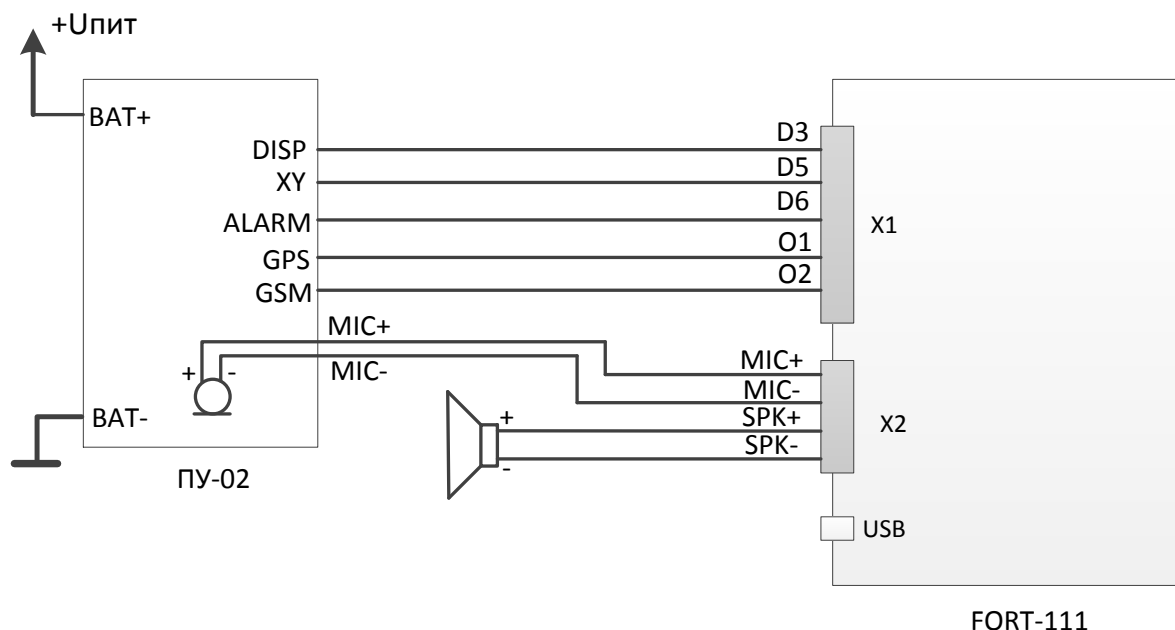 +Uпит
BAT+
DISP
XY
ALARM
GPS
GSM
D3
D5
D6
O1
O2
X1
MIC+
MIC-
+ -
BAT-
ПУ-02
+
-
MIC+
MIC-
SPK+
SPK-
X2
USB
FORT-111